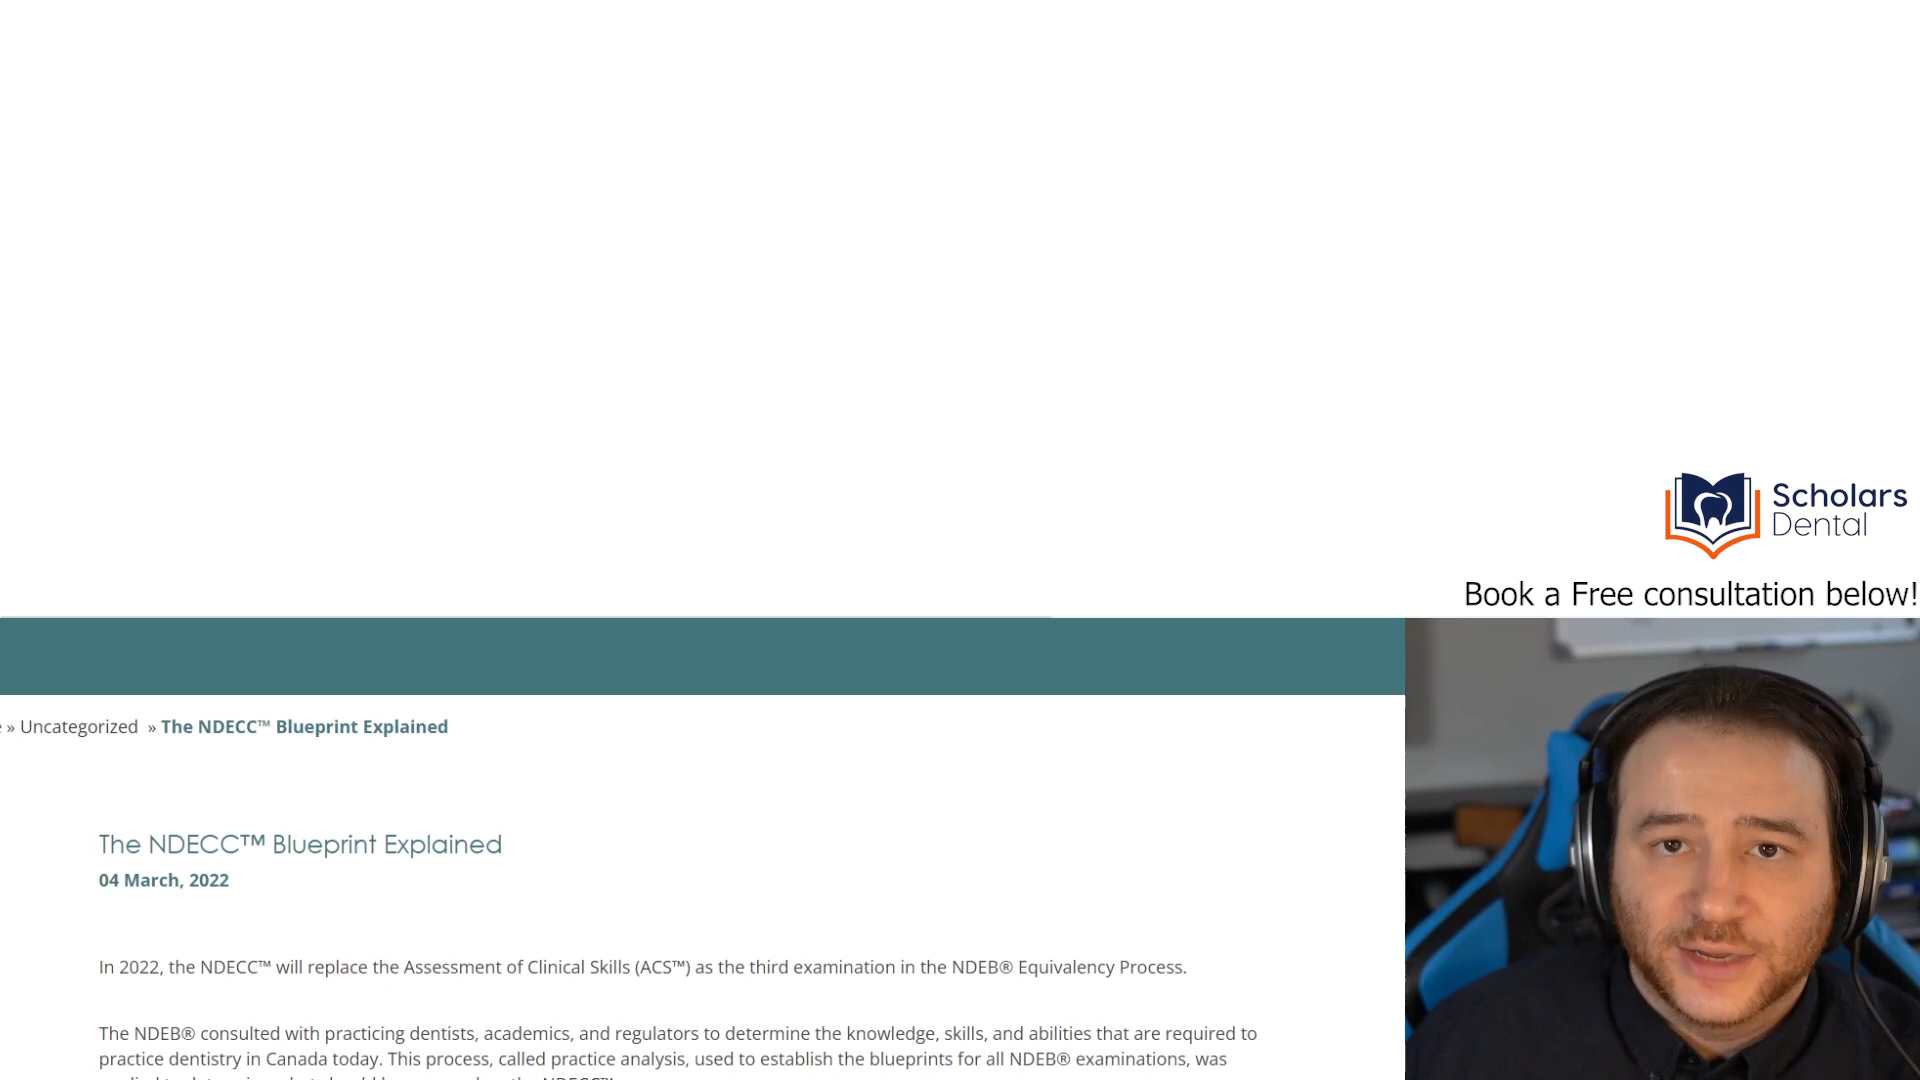 Scholars
Dental
Book a Free consultation below!
» Uncategorized » The NDECC™ Blueprint Explained
The NDECC™ Blueprint Explained
04 March, 2022
In 2022, the NDECC™ will replace the Assessment of Clinical Skills (ACS™) as the third examination in the NDEB® Equivalency Process.
The NDEB® consulted with practicing dentists, academics, and regulators to determine the knowledge, skills, and abilities that are required to
practice dentistry in Canada today. This process, called practice analysis, used to establish the blueprints for all NDEB® examinations, was